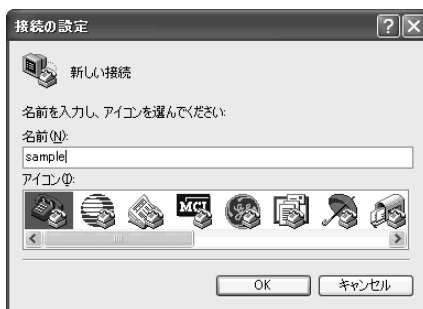 接続の設定
新しい接続
名前を入力し、アイコンを選んでください:
名前(N):
sample
アイコン(I):
MCI
OK
キャンセル